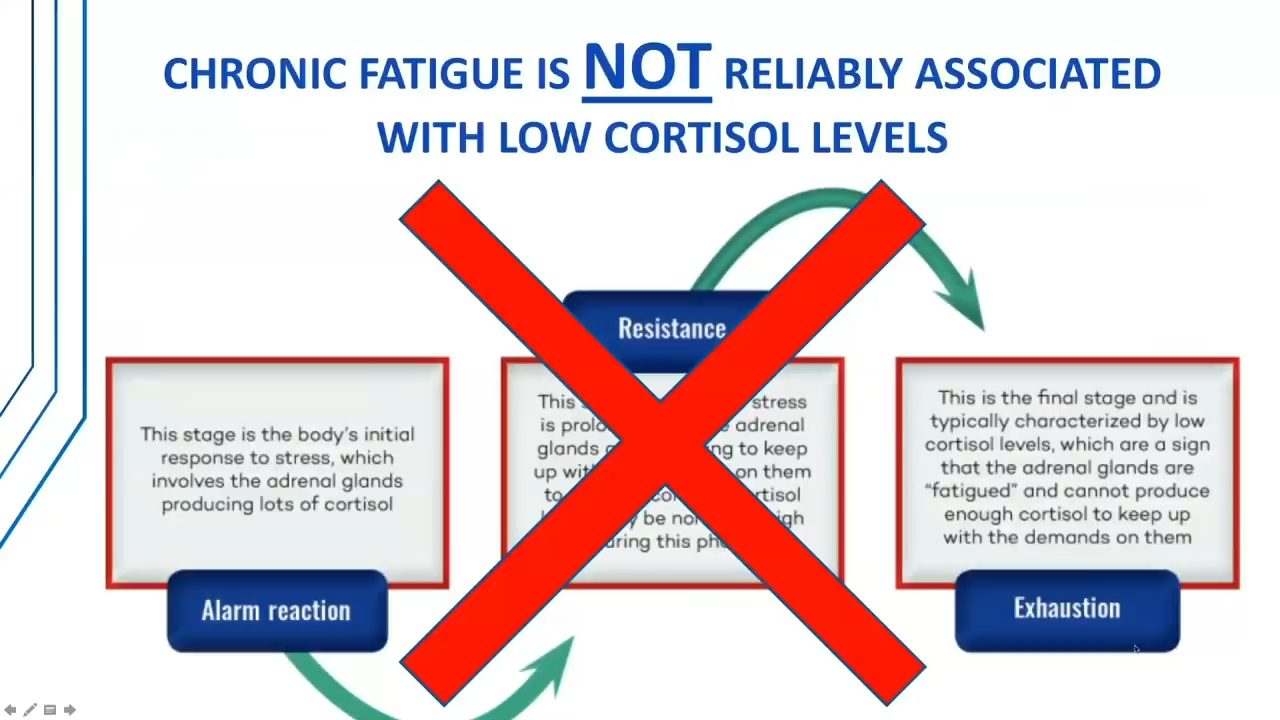 CHRONIC FATIGUE IS NOT RELIABLY ASSOCIATED
WITH LOW CORTISOL LEVELS
This stage is the body's initial
response to stress, which
involves the adrenal glands
producing lots of cortisol
Alarm reaction
Resistance
This stress
is adrenal
glands to keep
up on them
to
be
this
This is the final stage and is
typically characterized by low
cortisol levels, which are a sign
that the adrenal glands are
“fatigued” and cannot produce
enough cortisol to keep up
with the demands on them
Exhaustion